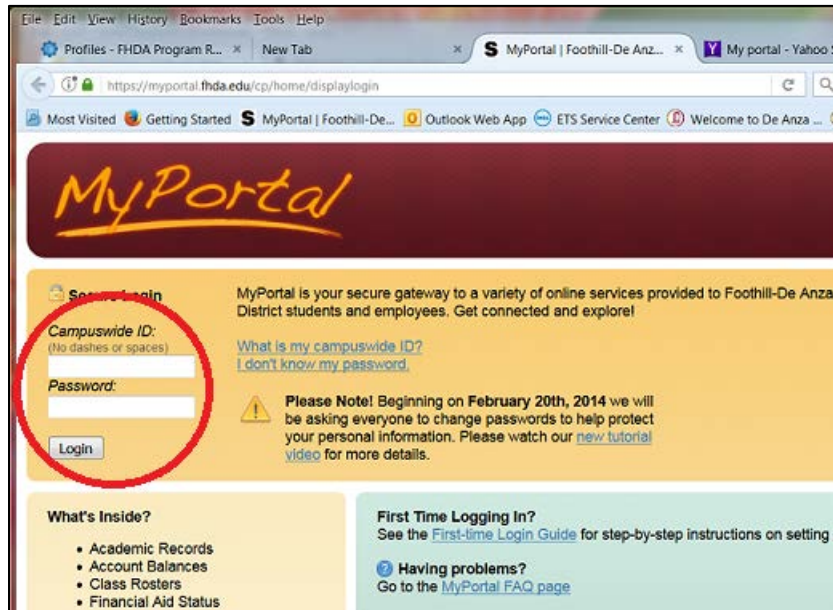 File Edit View History Bookmarks Tools Help
Profiles - FHDA Program R... × New Tab × S MyPortal | Foothill-De Anz... × Y My portal - Yahoo
https://myportal.fhda.edu/cp/home/displaylogin
Most Visited Getting Started S MyPortal | Foothill-De... Outlook Web App ETS Service Center Welcome to De Anza ...
MyPortal
Secure Login
Campuswide ID:
(No dashes or spaces)
Password:
Login
MyPortal is your secure gateway to a variety of online services provided to Foothill-De Anza
District students and employees. Get connected and explore!
What is my campuswide ID?
I don't know my password.
Please Note! Beginning on February 20th, 2014 we will
be asking everyone to change passwords to help protect
your personal information. Please watch our new tutorial
video for more details.
What's Inside?
• Academic Records
• Account Balances
• Class Rosters
• Financial Aid Status
First Time Logging In?
See the First-time Login Guide for step-by-step instructions on setting
Having problems?
Go to the MyPortal FAQ page